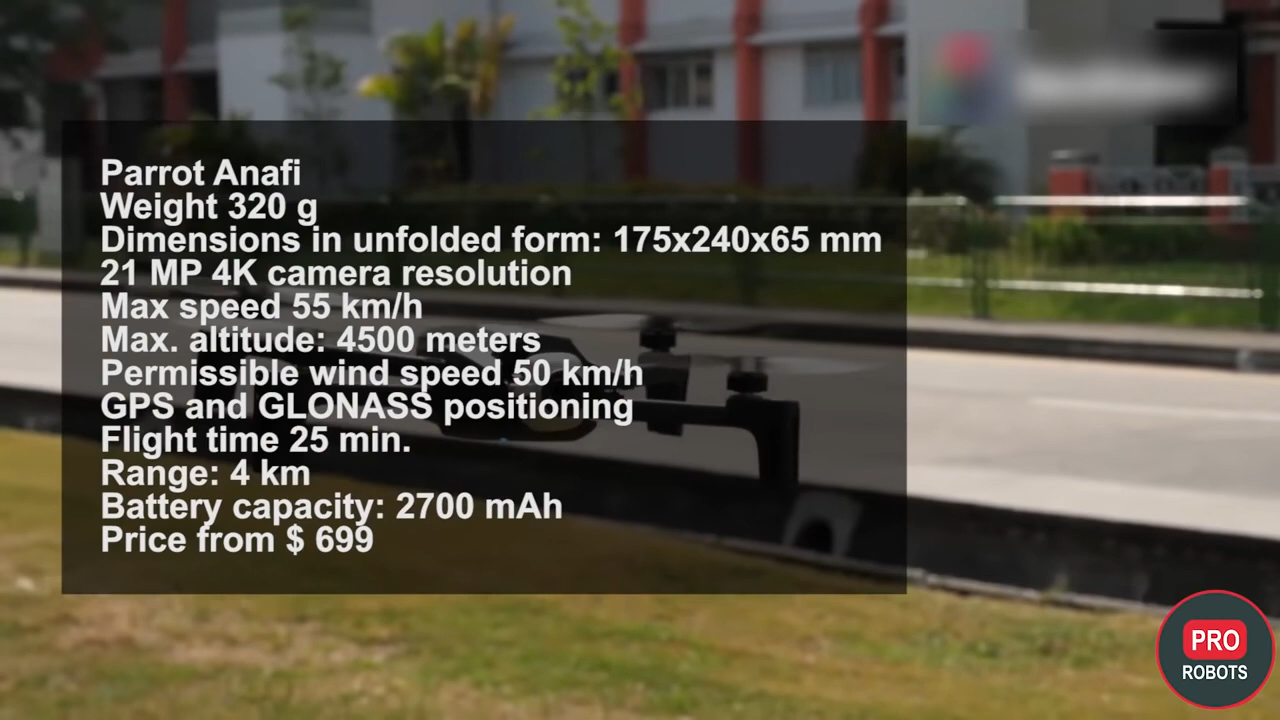 Parrot Anafi
Weight 320 g
Dimensions in unfolded form: 175x240x65 mm
21 MP 4K camera resolution
Max speed 55 km/h
Max. altitude: 4500 meters
Permissible wind speed 50 km/h
GPS and GLONASS positioning
Flight time 25 min.
Range: 4 km
Battery capacity: 2700 mAh
Price from $ 699
PRO
ROBOTS